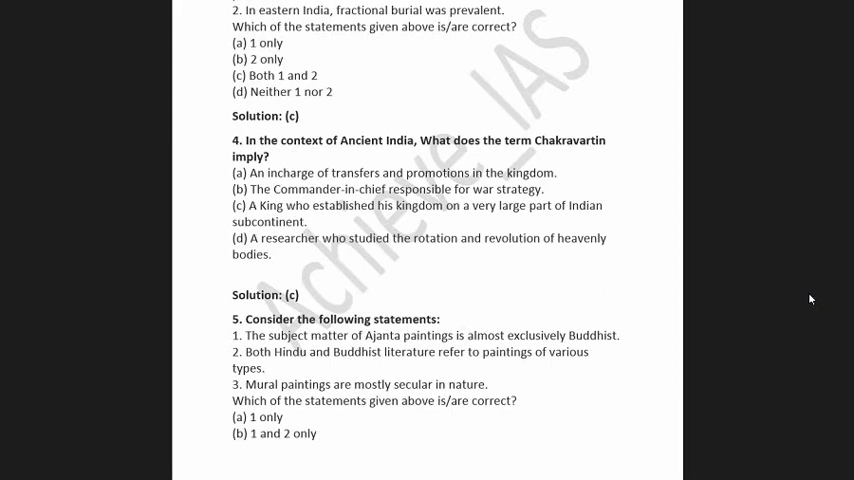 2. In eastern India, fractional burial was prevalent.
Which of the statements given above is/are correct?
(a) 1 only
(b) 2 only
(c) Both 1 and 2
(d) Neither 1 nor 2
Solution: (c)
4. In the context of Ancient India, What does the term Chakravartin
imply?
(a) An incharge of transfers and promotions in the kingdom.
(b) The Commander-in-chief responsible for war strategy.
(c) A King who established his kingdom on a very large part of Indian
subcontinent.
(d) A researcher who studied the rotation and revolution of heavenly
bodies.
Solution: (c)
5. Consider the following statements:
1. The subject matter of Ajanta paintings is almost exclusively Buddhist.
2. Both Hindu and Buddhist literature refer to paintings of various
types.
3. Mural paintings are mostly secular in nature.
Which of the statements given above is/are correct?
(a) 1 only
(b) 1 and 2 only
Achieve_IAS